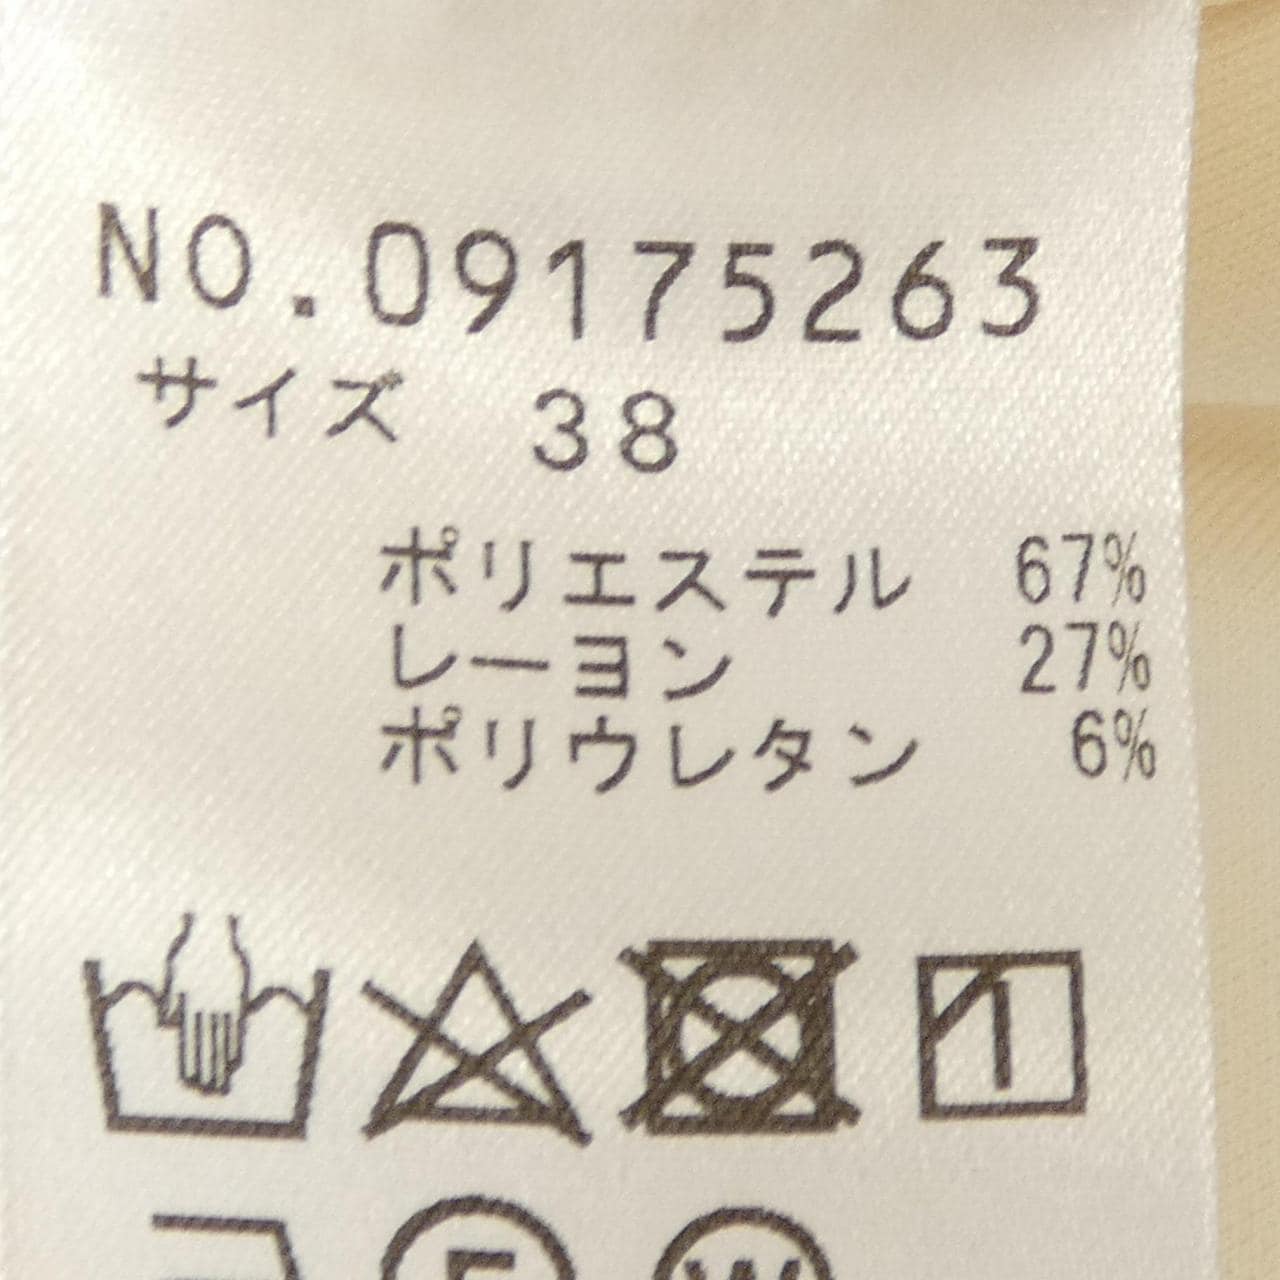 NO.09175263
サイズ 38
ポリエステル 67%
レーヨン 27%
ポリウレタン 6%